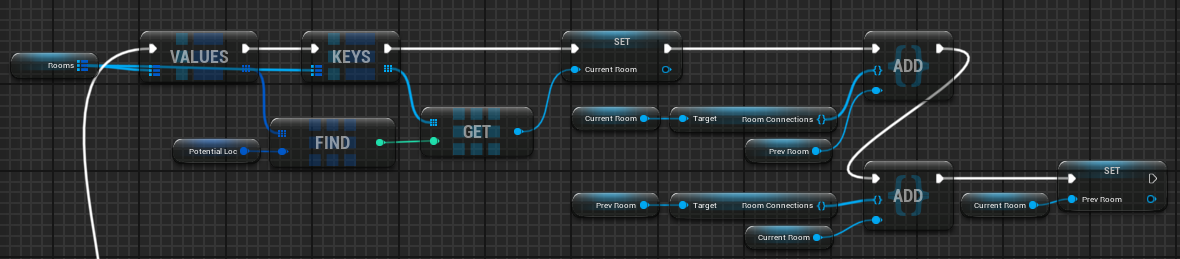 SET
VALUES
KEYS
ADD
Rooms
Current Room
Current Room
Target
Room Connections
GET
FIND
Potential Loc
Prev Room
SET
ADD
Prev Room
Target
Room Connections
Current Room
Prev Room
Current Room